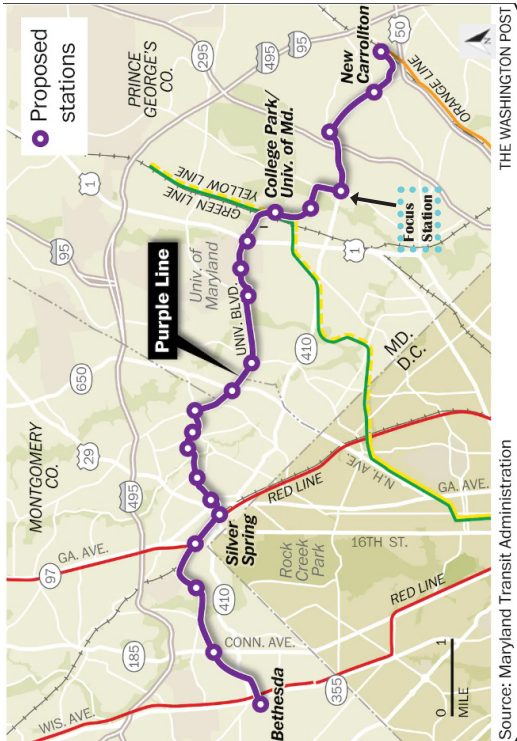 Proposed
stations
PRINCE
GEORGE'S
CO.
MONTGOMERY
CO.
295
495
95
50
New
Carrollton
ORANGE LINE
College Park/
Univ. of Md.
YELLOW LINE
GREEN LINE
1
95
Univ. of
Maryland
Purple Line
UNIV. BLVD.
Focus
Station
1
410
MD.
D.C.
650
29
495
N.H. AVE.
GA. AVE.
RED LINE
Silver
Spring
16TH ST.
Rock
Creek
Park
GA. AVE.
97
410
185
CONN. AVE.
RED LINE
355
WIS. AVE.
Bethesda
0 1
MILE
N
Source: Maryland Transit Administration
THE WASHINGTON POST